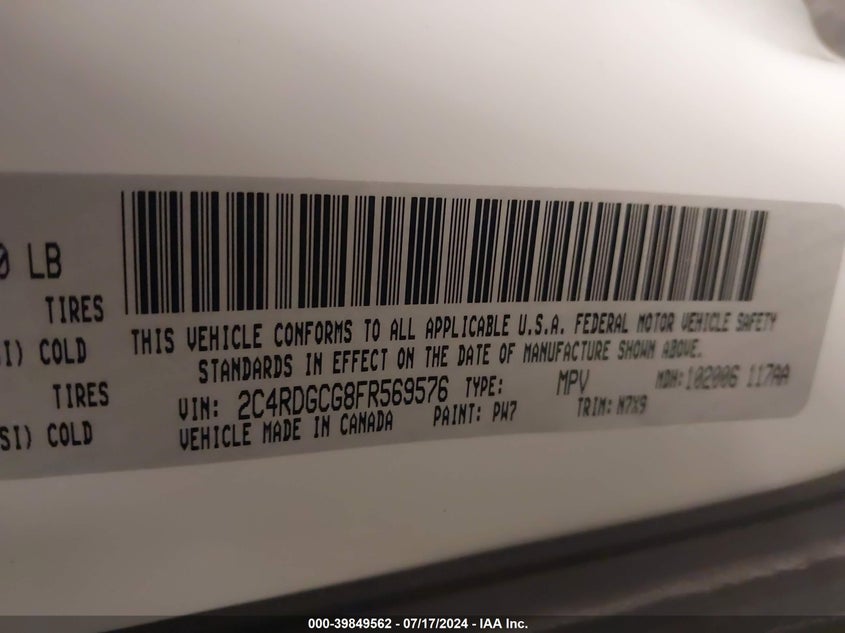 0 LB
TIRES
SI) COLD
TIRES
SI) COLD
THIS VEHICLE CONFORMS TO ALL APPLICABLE U.S.A. FEDERAL MOTOR VEHICLE SAFETY
STANDARDS IN EFFECT ON THE DATE OF MANUFACTURE SHOWN ABOVE.
VIN: 2C4RDGCG8FR569576 TYPE: MPV MDH: 102006 117AA
VEHICLE MADE IN CANADA PAINT: PW7 TRIM: N7X9
000-39849562 - 07/17/2024 - IAA Inc.